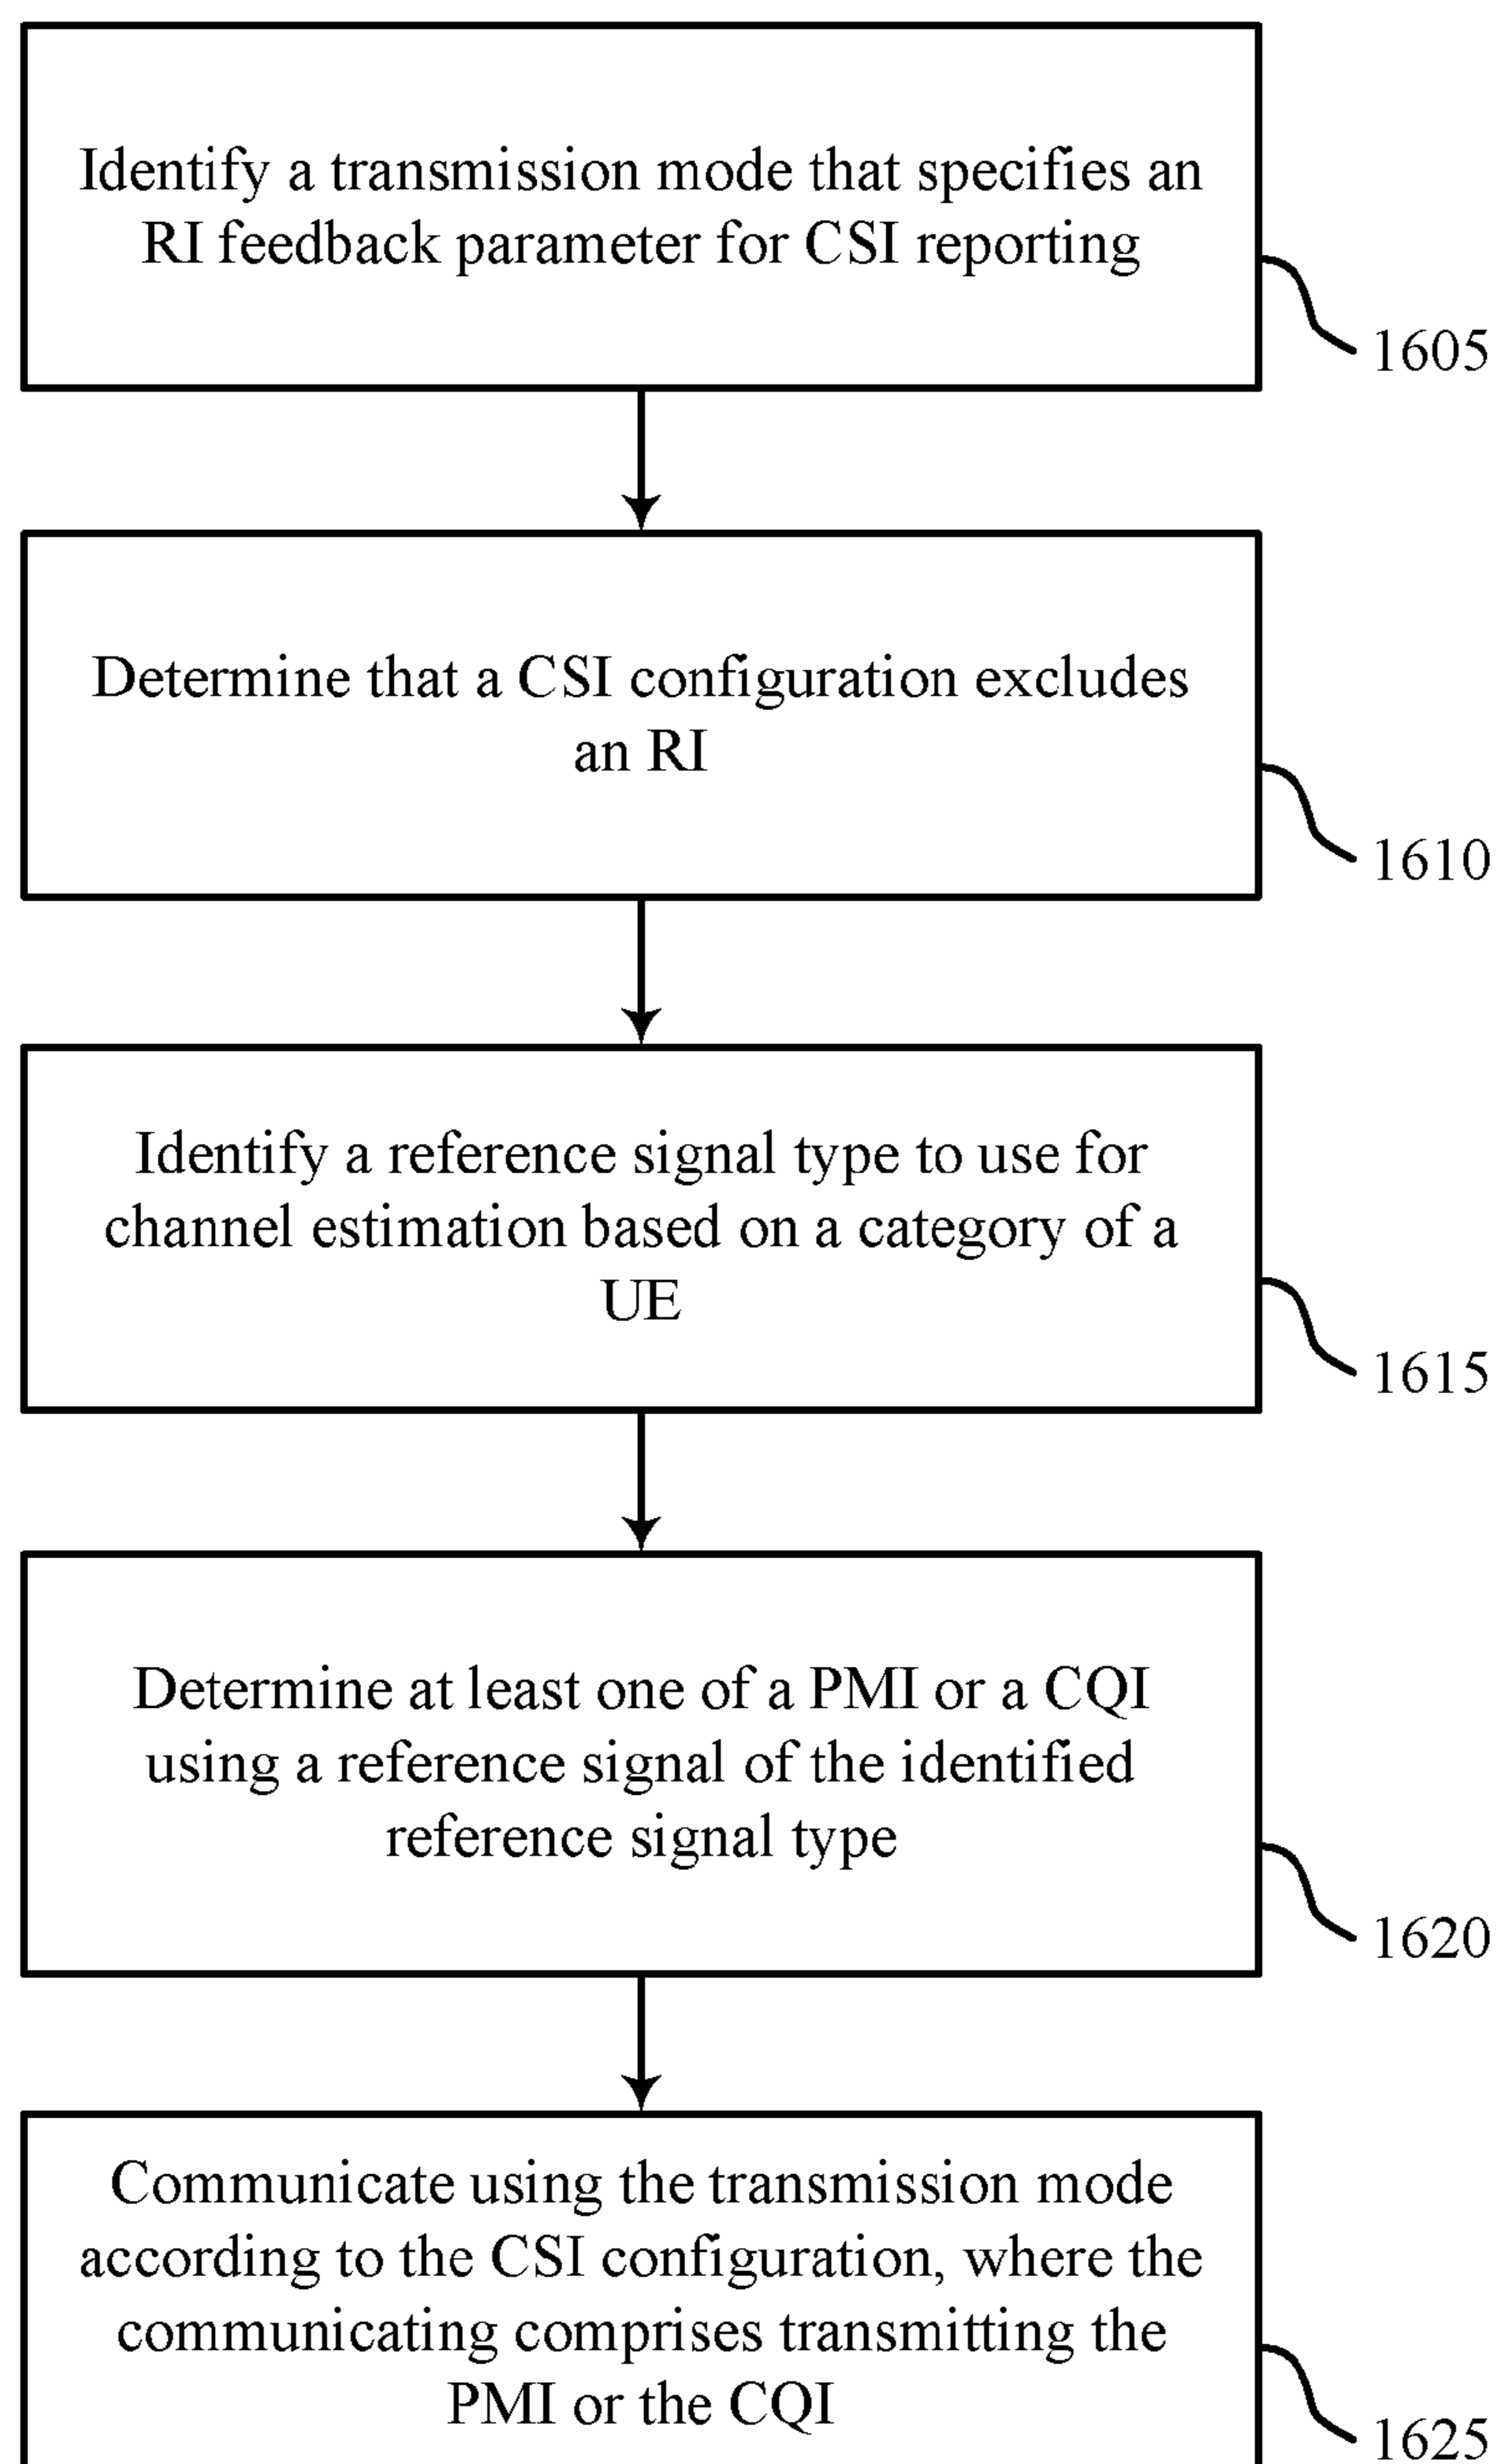 Identify a transmission mode that specifies an
RI feedback parameter for CSI reporting
1605
Determine that a CSI configuration excludes
an RI
1610
Identify a reference signal type to use for
channel estimation based on a category of a
UE
1615
Determine at least one of a PMI or a CQI
using a reference signal of the identified
reference signal type
1620
Communicate using the transmission mode
according to the CSI configuration, where the
communicating comprises transmitting the
PMI or the CQI
1625